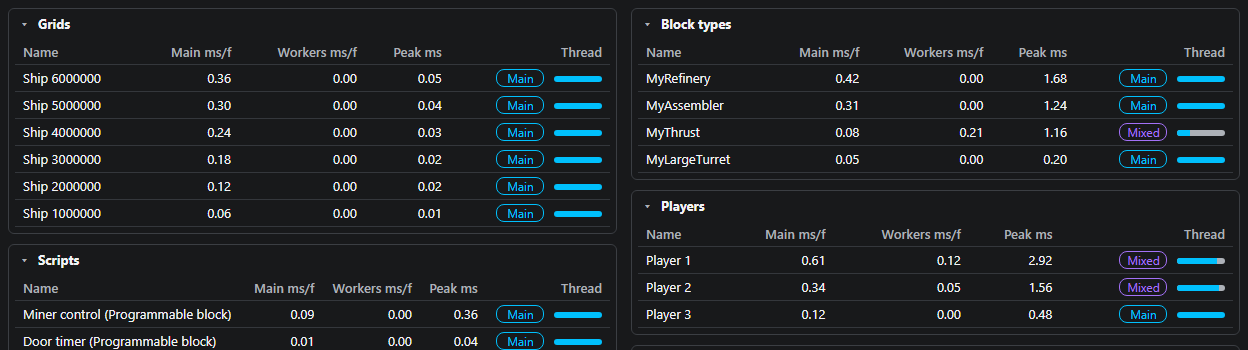 Grids
Name Main ms/f Workers ms/f Peak ms Thread
Ship 6000000 0.36 0.00 0.05 Main
Ship 5000000 0.30 0.00 0.04 Main
Ship 4000000 0.24 0.00 0.03 Main
Ship 3000000 0.18 0.00 0.02 Main
Ship 2000000 0.12 0.00 0.02 Main
Ship 1000000 0.06 0.00 0.01 Main
Scripts
Name Main ms/f Workers ms/f Peak ms Thread
Miner control (Programmable block) 0.09 0.00 0.36 Main
Door timer (Programmable block) 0.01 0.00 0.04 Main
Block types
Name Main ms/f Workers ms/f Peak ms Thread
MyRefinery 0.42 0.00 1.68 Main
MyAssembler 0.31 0.00 1.24 Main
MyThrust 0.08 0.21 1.16 Mixed
MyLargeTurret 0.05 0.00 0.20 Main
Players
Name Main ms/f Workers ms/f Peak ms Thread
Player 1 0.61 0.12 2.92 Mixed
Player 2 0.34 0.05 1.56 Mixed
Player 3 0.12 0.00 0.48 Main